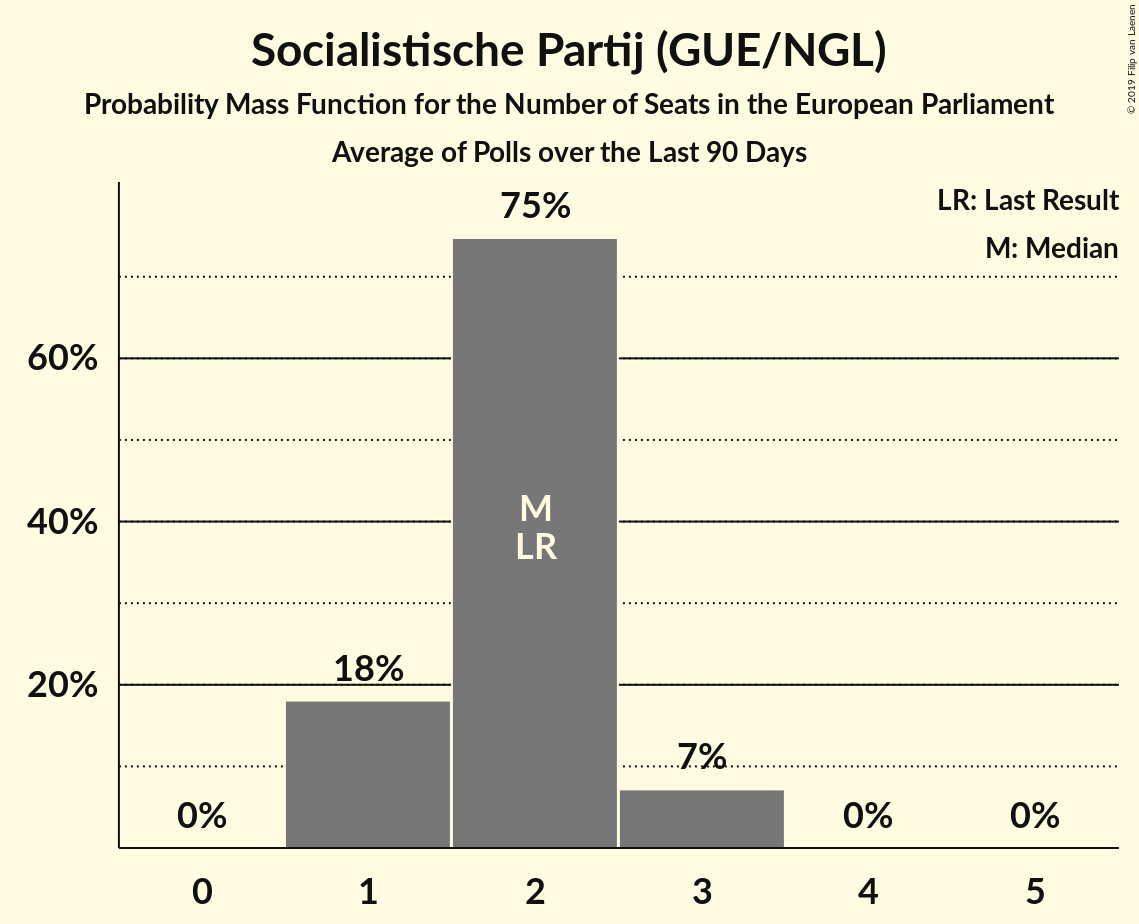 Socialistische Partij (GUE/NGL)
Probability Mass Function for the Number of Seats in the European Parliament
Average of Polls over the Last 90 Days
© 2019 Filip van Laenen
LR: Last Result
M: Median
75%
60%
M
40%
LR
18%
20%
7%
0%
0%
0%
0
1
2
3
4
5